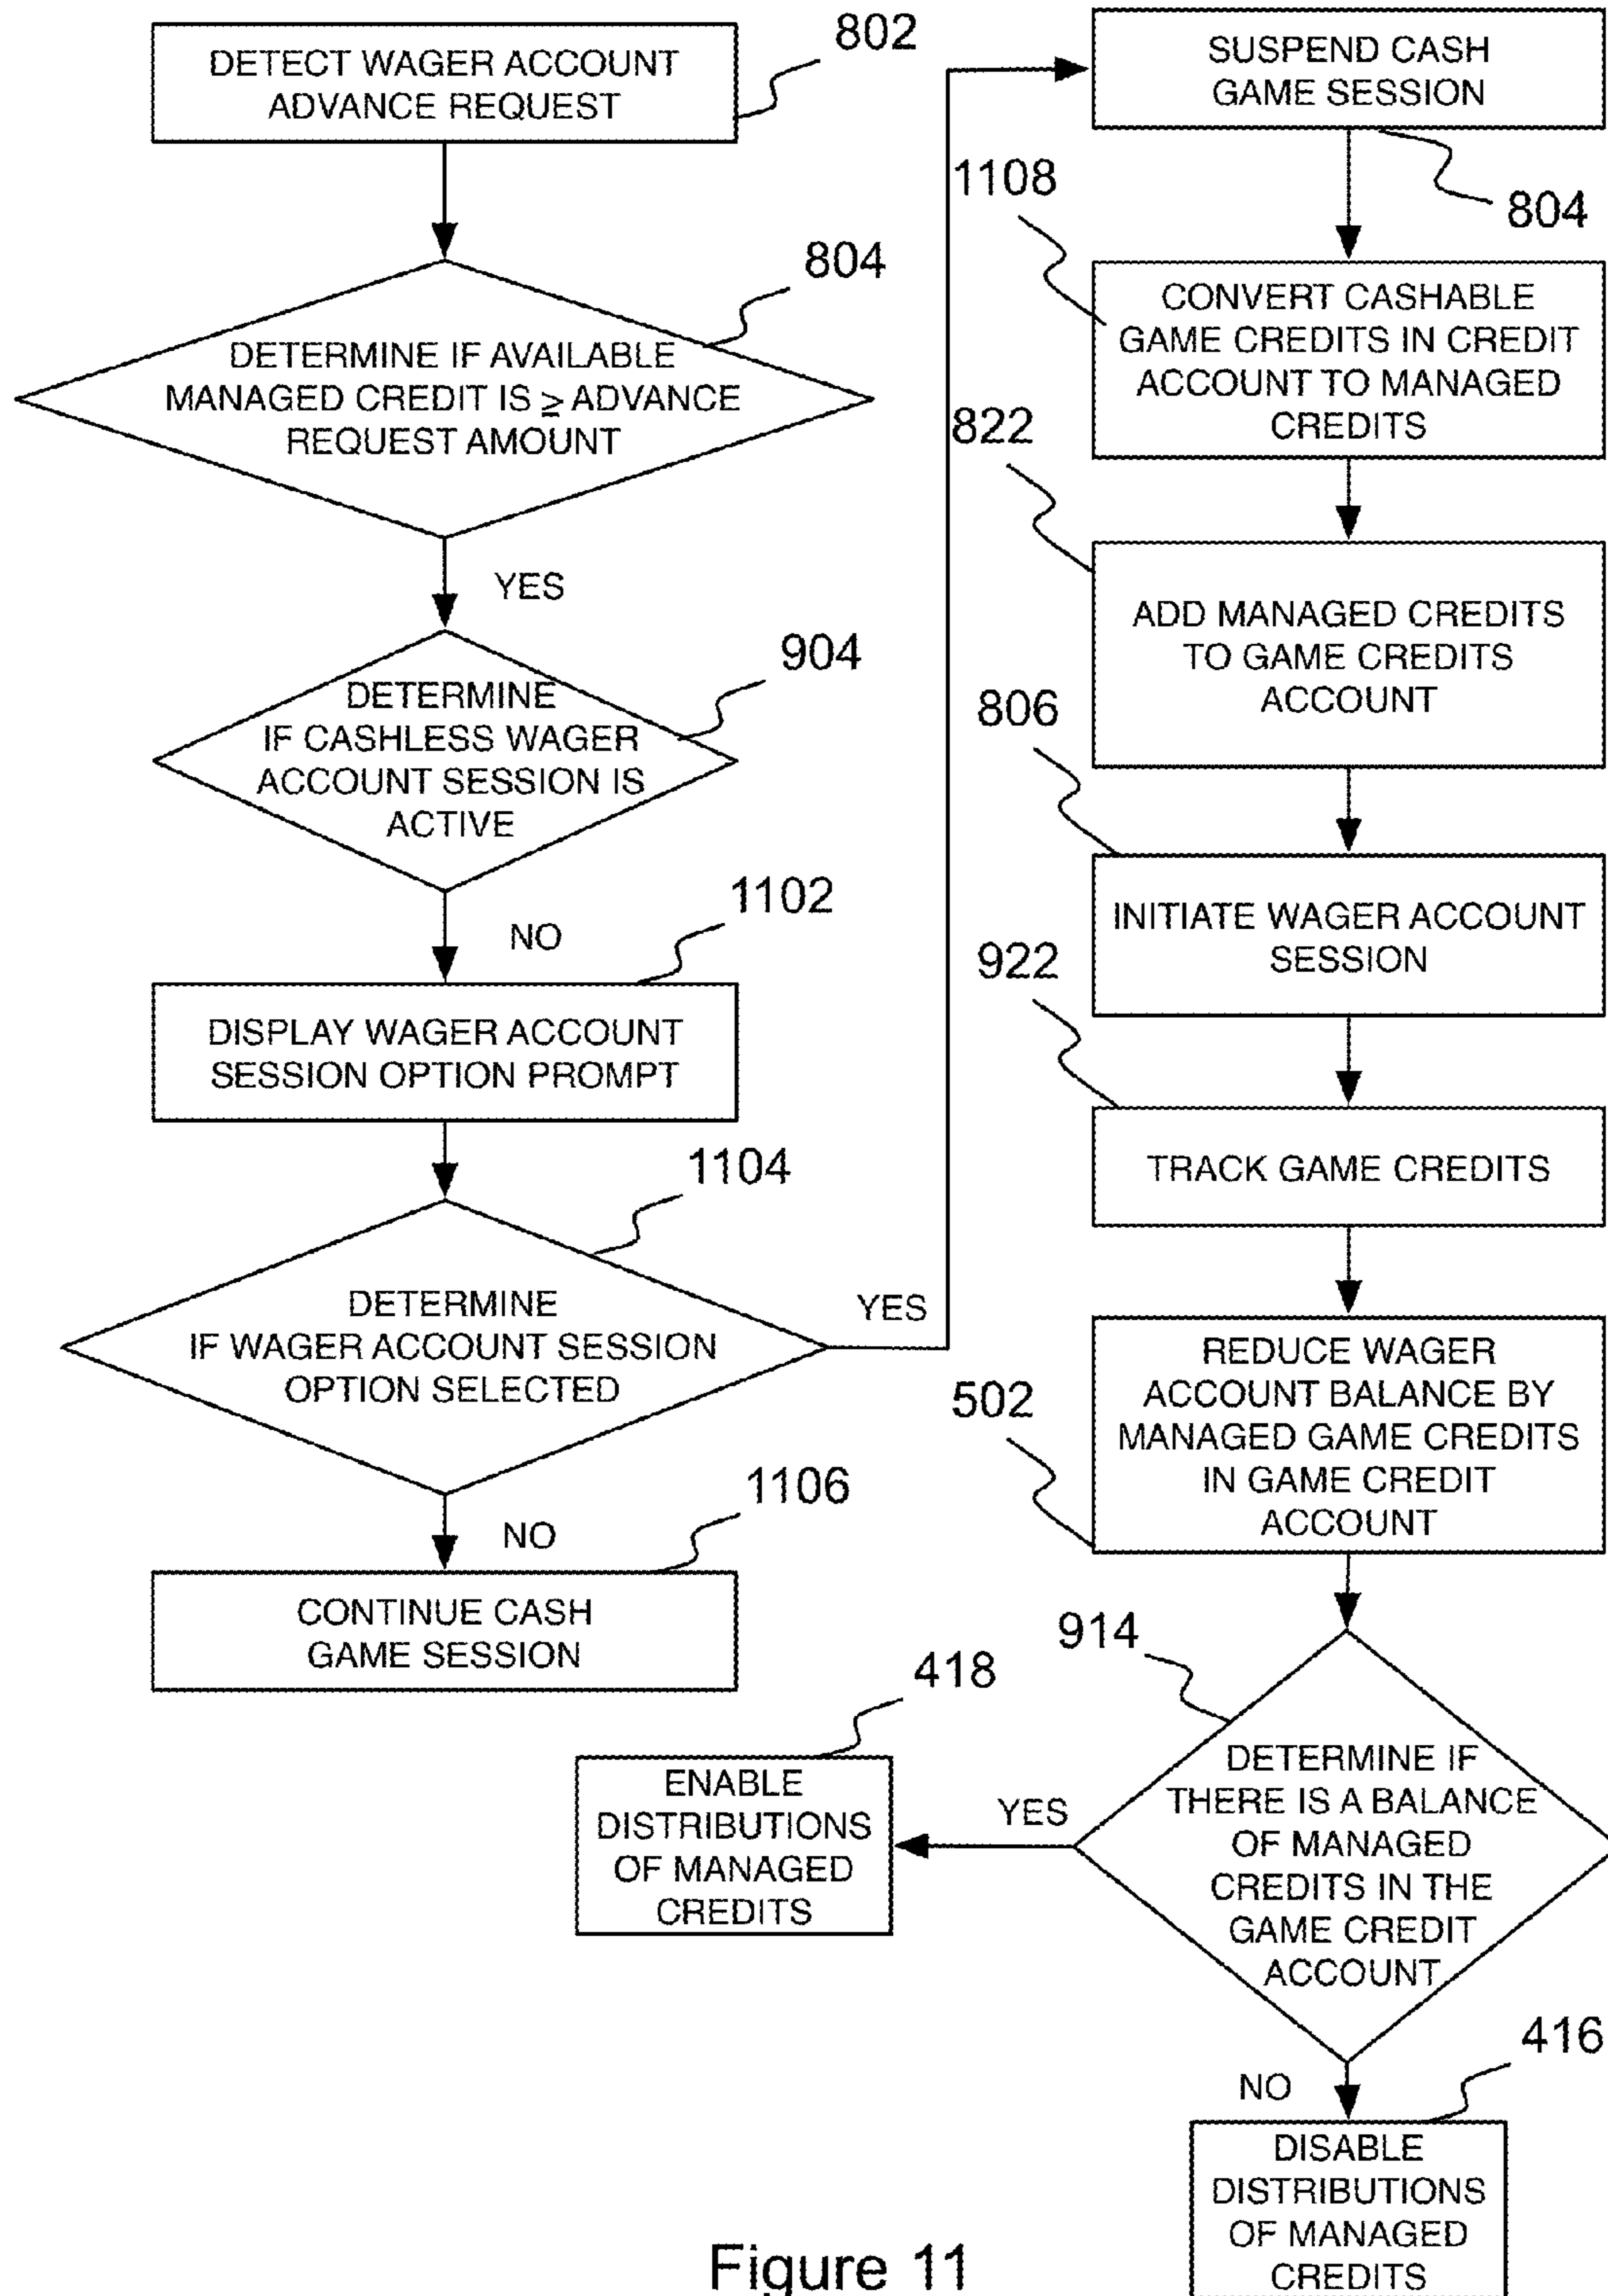 802
DETECT WAGER ACCOUNT
ADVANCE REQUEST
804
DETERMINE IF AVAILABLE
MANAGED CREDIT IS ≥ ADVANCE
REQUEST AMOUNT
YES
904
DETERMINE
IF CASHLESS WAGER
ACCOUNT SESSION IS
ACTIVE
NO
1102
DISPLAY WAGER ACCOUNT
SESSION OPTION PROMPT
1104
DETERMINE
IF WAGER ACCOUNT SESSION
OPTION SELECTED
YES
NO
1106
CONTINUE CASH
GAME SESSION
SUSPEND CASH
GAME SESSION
804
1108
CONVERT CASHABLE
GAME CREDITS IN CREDIT
ACCOUNT TO MANAGED
CREDITS
822
ADD MANAGED CREDITS
TO GAME CREDITS
ACCOUNT
806
INITIATE WAGER ACCOUNT
SESSION
922
TRACK GAME CREDITS
502
REDUCE WAGER
ACCOUNT BALANCE BY
MANAGED GAME CREDITS
IN GAME CREDIT
ACCOUNT
914
DETERMINE IF
THERE IS A BALANCE
OF MANAGED
CREDITS IN THE
GAME CREDIT
ACCOUNT
YES
418
ENABLE
DISTRIBUTIONS
OF MANAGED
CREDITS
NO
416
DISABLE
DISTRIBUTIONS
OF MANAGED
CREDITS
Figure 11